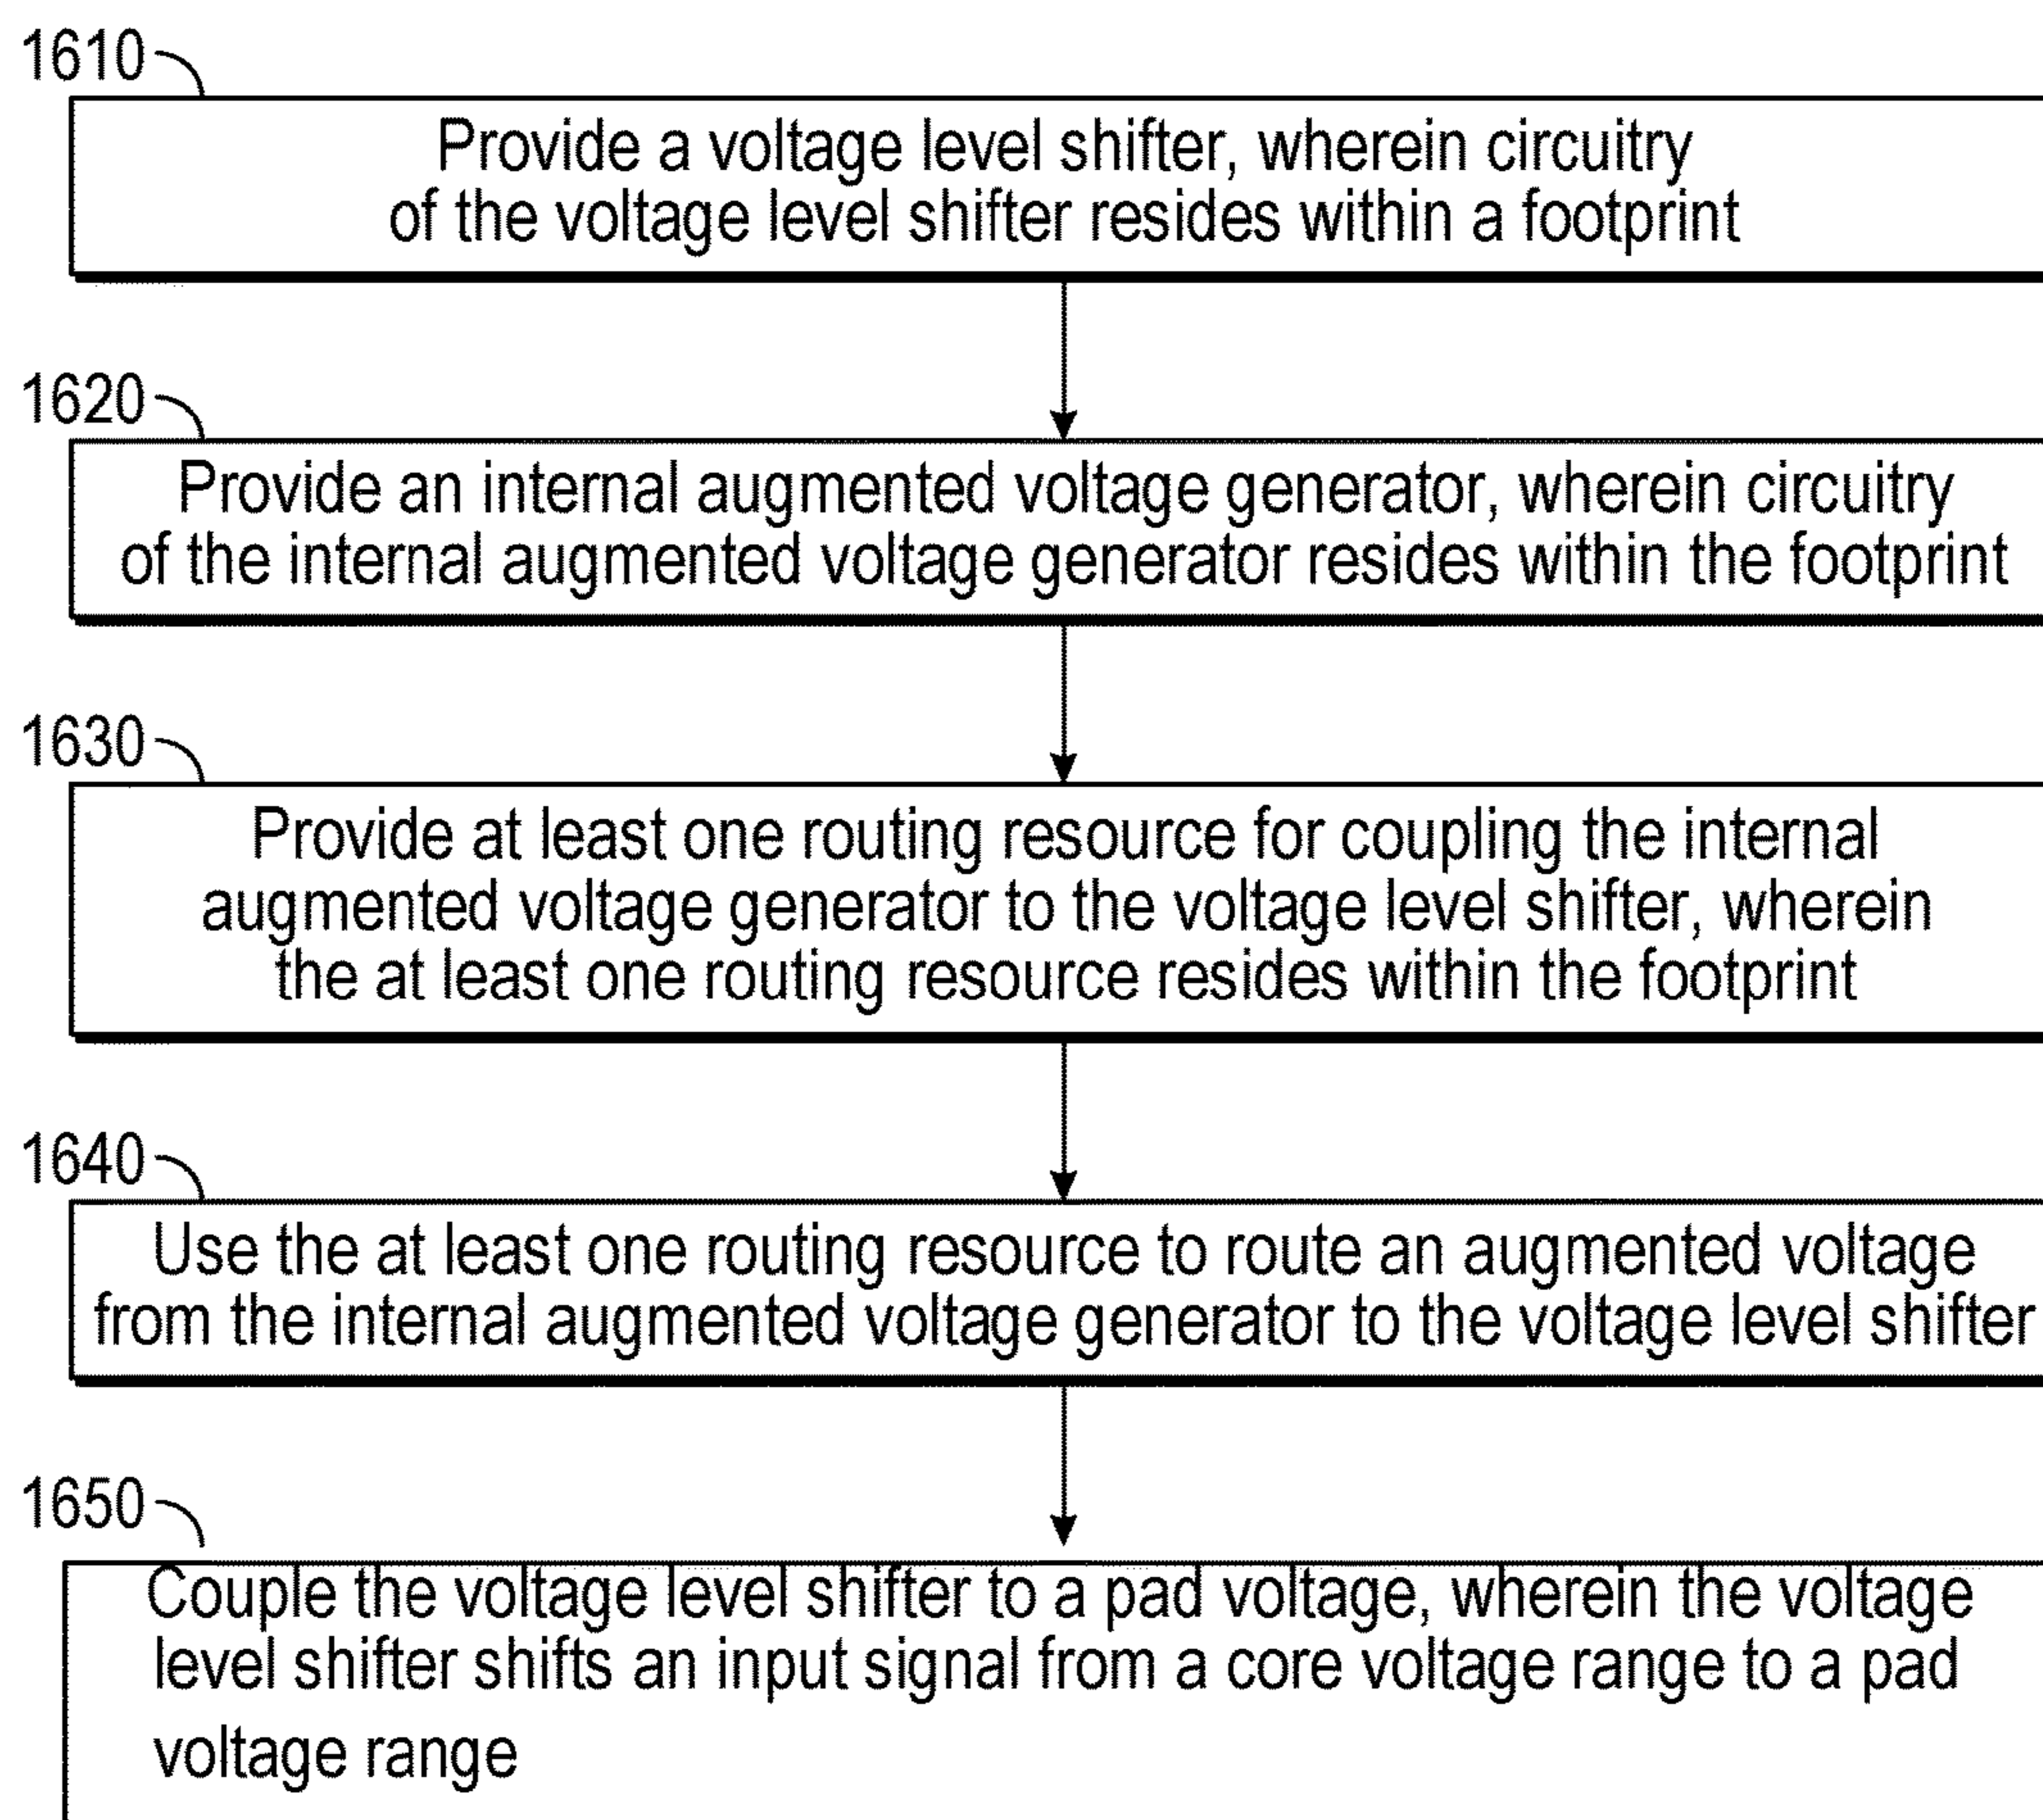 1610
Provide a voltage level shifter, wherein circuitry
of the voltage level shifter resides within a footprint
1620
Provide an internal augmented voltage generator, wherein circuitry
of the internal augmented voltage generator resides within the footprint
1630
Provide at least one routing resource for coupling the internal
augmented voltage generator to the voltage level shifter, wherein
the at least one routing resource resides within the footprint
1640
Use the at least one routing resource to route an augmented voltage
from the internal augmented voltage generator to the voltage level shifter
1650
Couple the voltage level shifter to a pad voltage, wherein the voltage
level shifter shifts an input signal from a core voltage range to a pad
voltage range